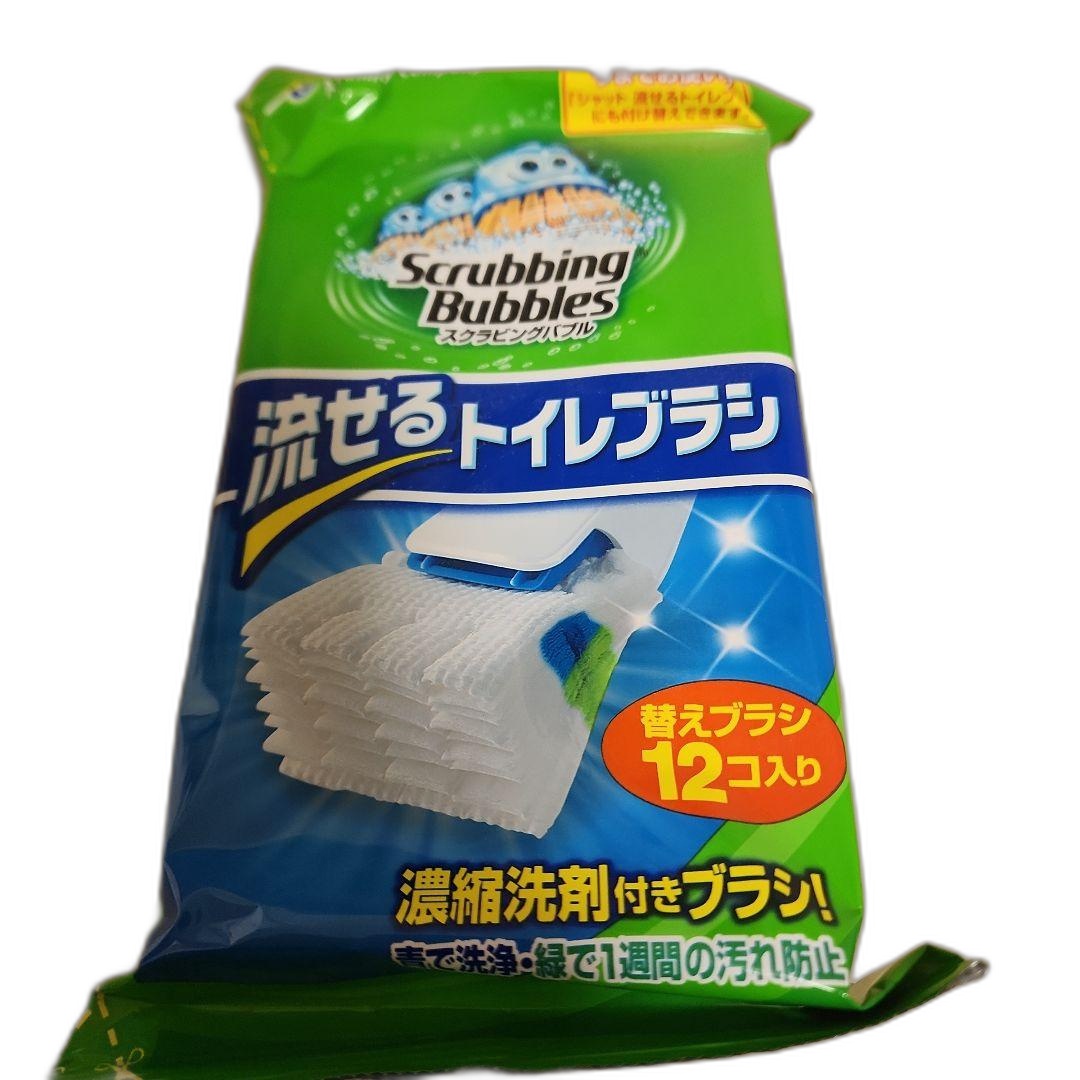 「シャット 流せるトイレブ
にも付け替えできます
Scrubbing
Bubbles
スクラビングバブル
流せるトイレブラシ
替えブラシ
12コ入り
濃縮洗剤付きブラシ!
青で洗浄・緑で1週間の汚れ防止